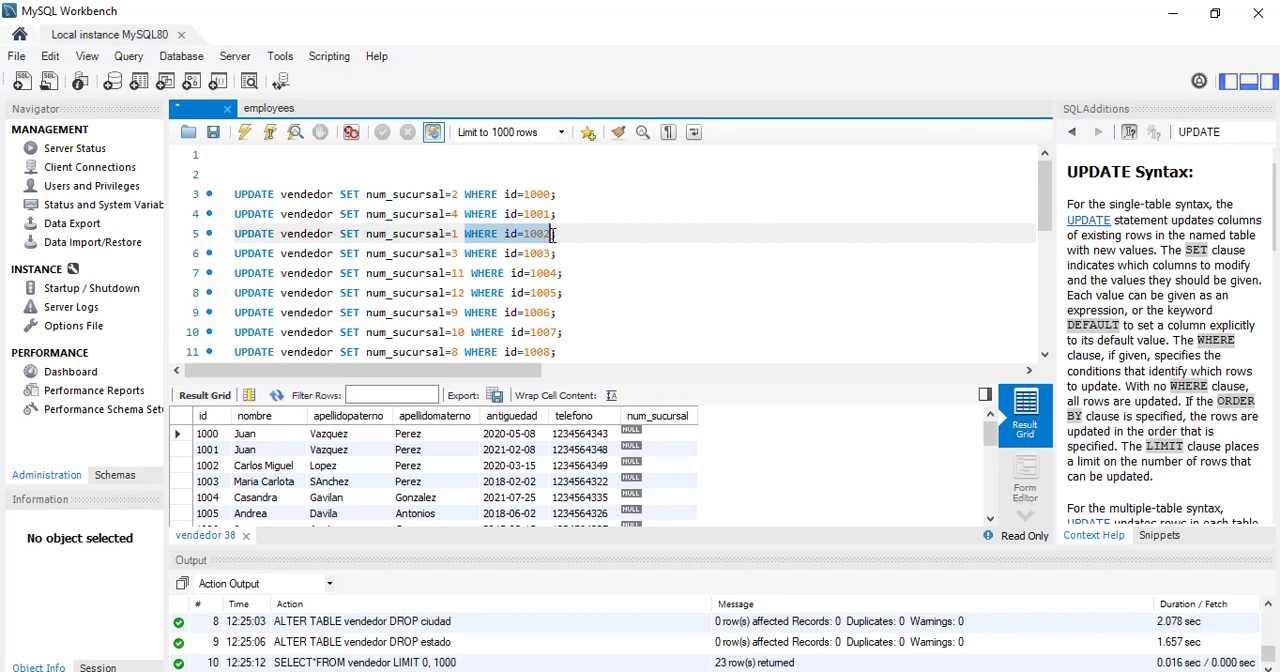 MySQL Workbench
Local instance MySQL80
File Edit View Query Database Server Tools Scripting Help
Navigator
MANAGEMENT
Server Status
Client Connections
Users and Privileges
Status and System Variab
Data Export
Data Import/Restore
INSTANCE
Startup / Shutdown
Server Logs
Options File
PERFORMANCE
Dashboard
Performance Reports
Performance Schema Setu
Administration Schemas
Information
No object selected
Object Info Session
employees
Limit to 1000 rows
1
2
3 UPDATE vendedor SET num_sucursal=2 WHERE id=1000;
4 UPDATE vendedor SET num_sucursal=4 WHERE id=1001;
5 UPDATE vendedor SET num_sucursal=1 WHERE id=1002;
6 UPDATE vendedor SET num_sucursal=3 WHERE id=1003;
7 UPDATE vendedor SET num_sucursal=11 WHERE id=1004;
8 UPDATE vendedor SET num_sucursal=12 WHERE id=1005;
9 UPDATE vendedor SET num_sucursal=9 WHERE id=1006;
10 UPDATE vendedor SET num_sucursal=10 WHERE id=1007;
11 UPDATE vendedor SET num_sucursal=8 WHERE id=1008;
Result Grid Filter Rows: Export: Wrap Cell Content:
id nombre apellidopaterno apellidomaterno antiguedad telefono num_sucursal
1000 Juan Vazquez Perez 2020-05-08 1234564343 NULL
1001 Juan Vazquez Perez 2021-02-08 1234564348 NULL
1002 Carlos Miguel Lopez Perez 2020-03-15 1234564349 NULL
1003 Maria Carlota SAnchez Perez 2018-02-02 1234564322 NULL
1004 Casandra Gavilan Gonzalez 2021-07-25 1234564335 NULL
1005 Andrea Davila Antonios 2018-06-02 1234564326 NULL
Result
Grid
Form
Editor
vendedor 38
Read Only
Output
Action Output
# Time Action Message Duration / Fetch
8 12:25:03 ALTER TABLE vendedor DROP ciudad 0 row(s) affected Records: 0 Duplicates: 0 Warnings: 0 2.078 sec
9 12:25:06 ALTER TABLE vendedor DROP estado 0 row(s) affected Records: 0 Duplicates: 0 Warnings: 0 1.657 sec
10 12:25:12 SELECT*FROM vendedor LIMIT 0, 1000 23 row(s) returned 0.016 sec / 0.000 sec
SQLAdditions
UPDATE
UPDATE Syntax:
For the single-table syntax, the
UPDATE statement updates columns
of existing rows in the named table
with new values. The SET clause
indicates which columns to modify
and the values they should be given.
Each value can be given as an
expression, or the keyword
DEFAULT to set a column explicitly
to its default value. The WHERE
clause, if given, specifies the
conditions that identify which rows
to update. With no WHERE clause,
all rows are updated. If the ORDER
BY clause is specified, the rows are
updated in the order that is
specified. The LIMIT clause places
a limit on the number of rows that
can be updated.
For the multiple-table syntax,
UPDATE updates rows in each table
Context Help Snippets